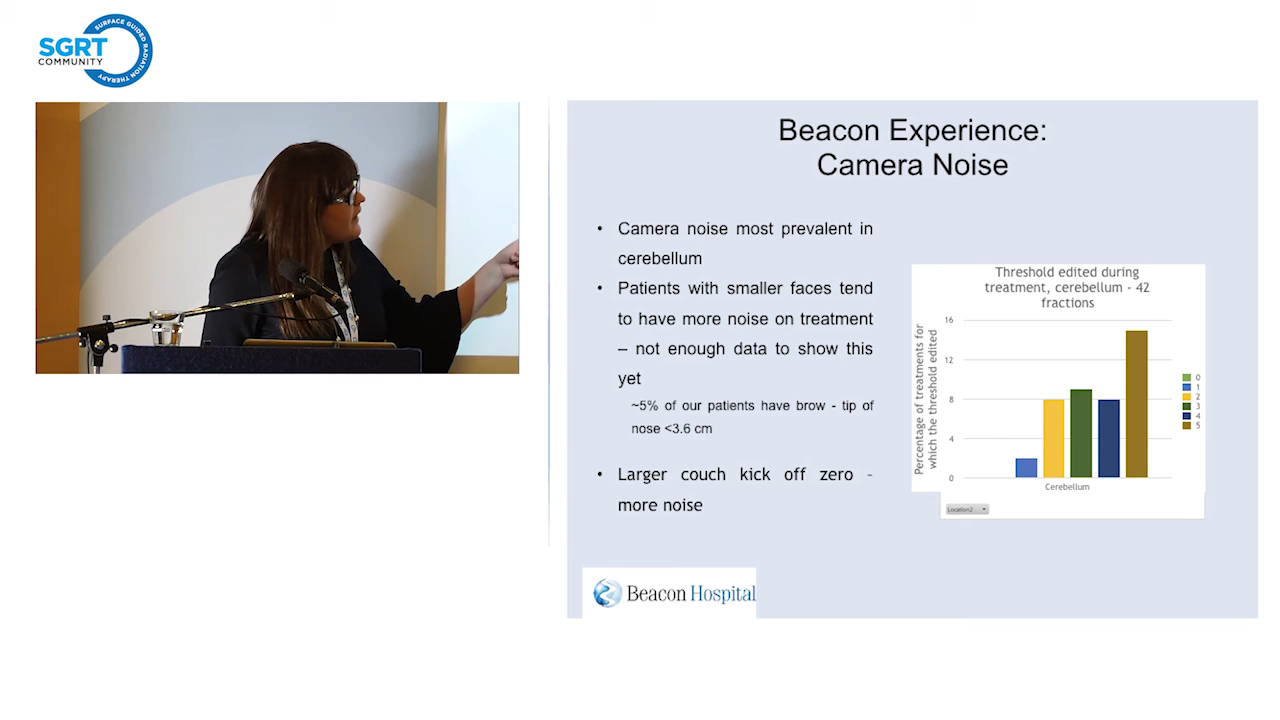 SURFACE GUIDED RADIATION THERAPY
SGRT
COMMUNITY
Beacon Experience:
Camera Noise
• Camera noise most prevalent in
cerebellum
• Patients with smaller faces tend
to have more noise on treatment
– not enough data to show this
yet
~5% of our patients have brow - tip of
nose <3.6 cm
• Larger couch kick off zero -
more noise
Threshold edited during
treatment, cerebellum - 42
fractions
Percentage of treatments for
which the threshold edited
16
12
8
4
0
Cerebellum
0
1
2
3
4
5
Location2
Beacon Hospital